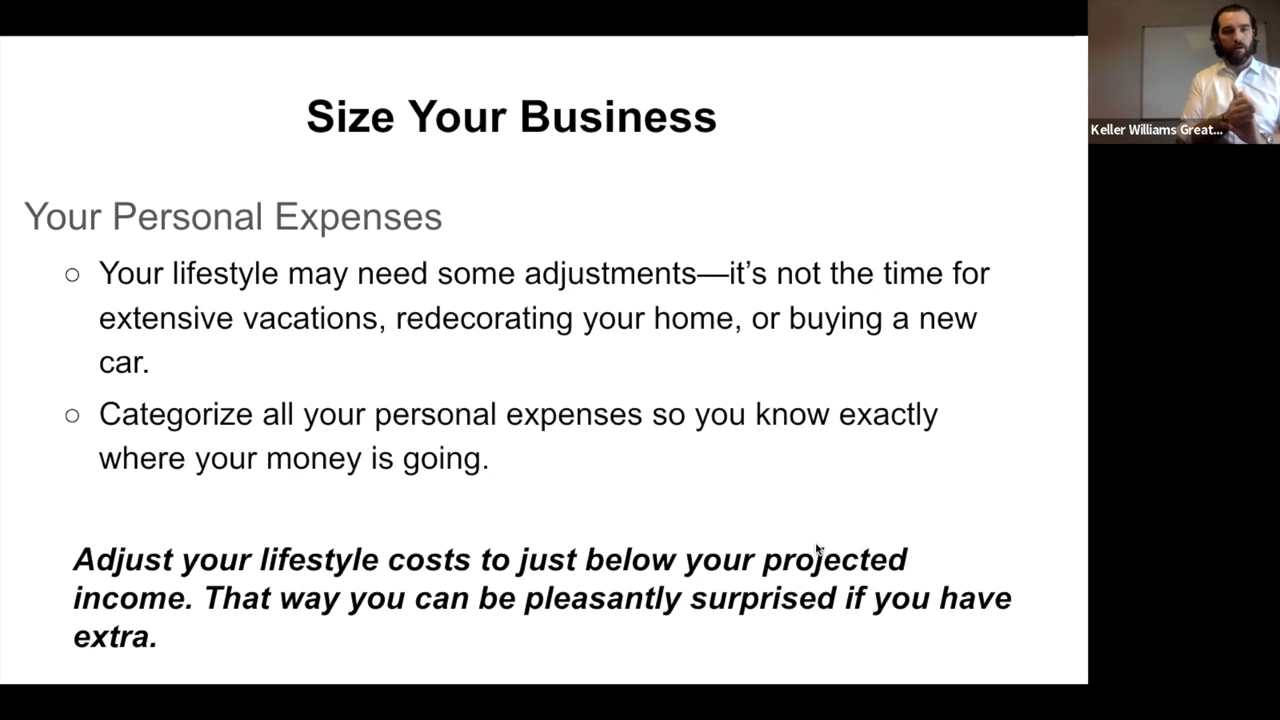 Size Your Business
Keller Williams Great...
Your Personal Expenses
○ Your lifestyle may need some adjustments—it’s not the time for
extensive vacations, redecorating your home, or buying a new
car.
○ Categorize all your personal expenses so you know exactly
where your money is going.
Adjust your lifestyle costs to just below your projected
income. That way you can be pleasantly surprised if you have
extra.